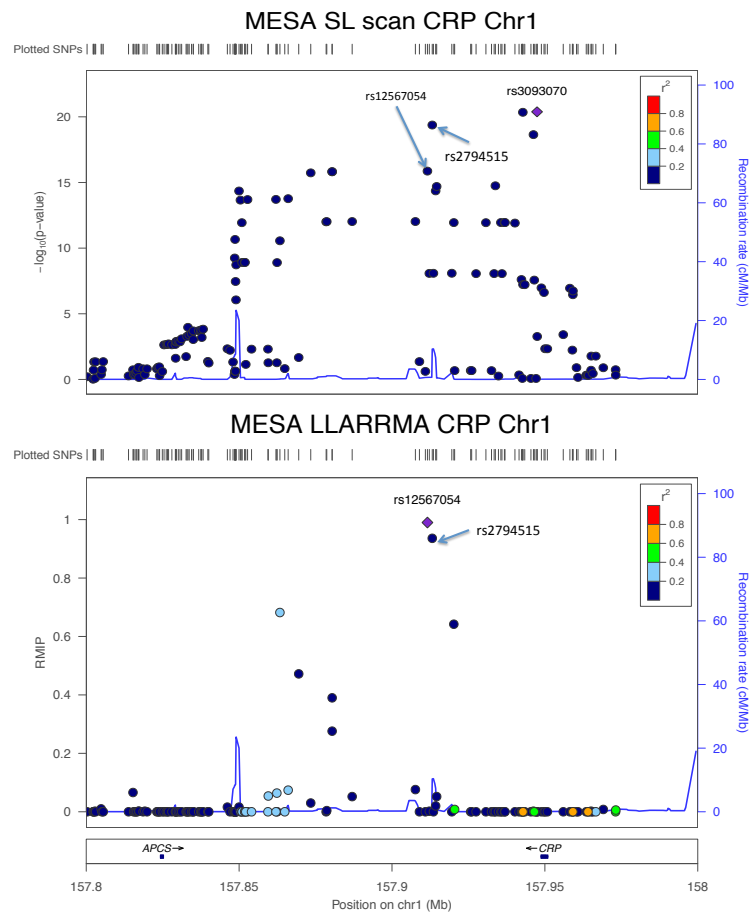 MESA SL scan CRP Chr1
Plotted SNPs
rs12567054
rs3093070
rs2794515
r²
0.8
0.6
0.4
0.2
20
15
10
5
0
−log₁₀(p−value)
100
80
60
40
20
0
Recombination rate (cM/Mb)
MESA LLARRMA CRP Chr1
Plotted SNPs
rs12567054
rs2794515
r²
0.8
0.6
0.4
0.2
1
0.8
0.6
0.4
0.2
0
RMIP
100
80
60
40
20
0
Recombination rate (cM/Mb)
APCS→
←CRP
157.8 157.85 157.9 157.95 158
Position on chr1 (Mb)